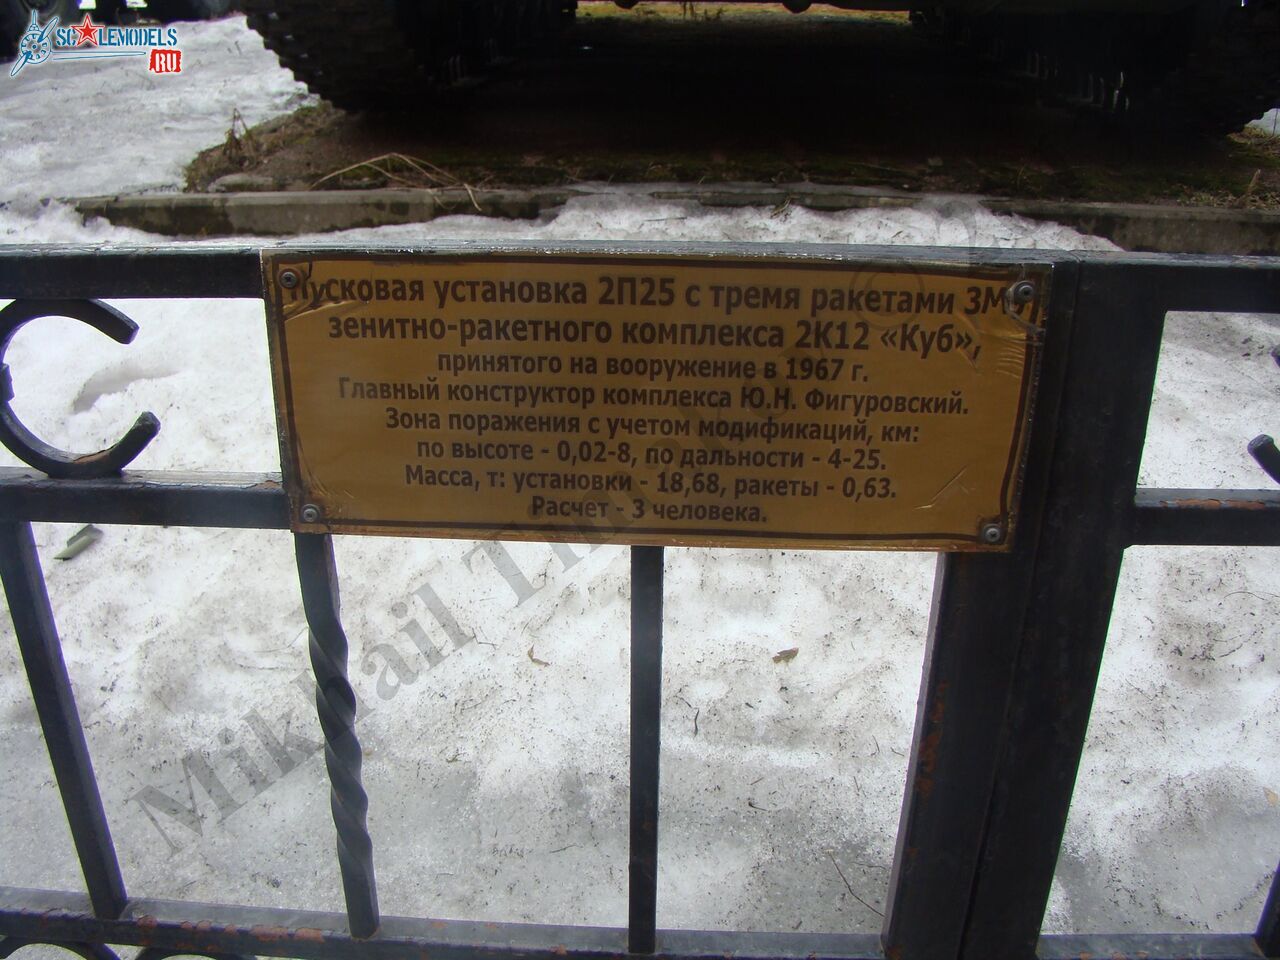 SCALEMODELS
RU
Пусковая установка 2П25 с тремя ракетами 3М9
зенитно-ракетного комплекса 2К12 «Куб»,
принятого на вооружение в 1967 г.
Главный конструктор комплекса Ю.Н. Фигуровский.
Зона поражения с учетом модификаций, км:
по высоте - 0,02-8, по дальности - 4-25.
Масса, т: установки - 18,68, ракеты - 0,63.
Расчет - 3 человека.